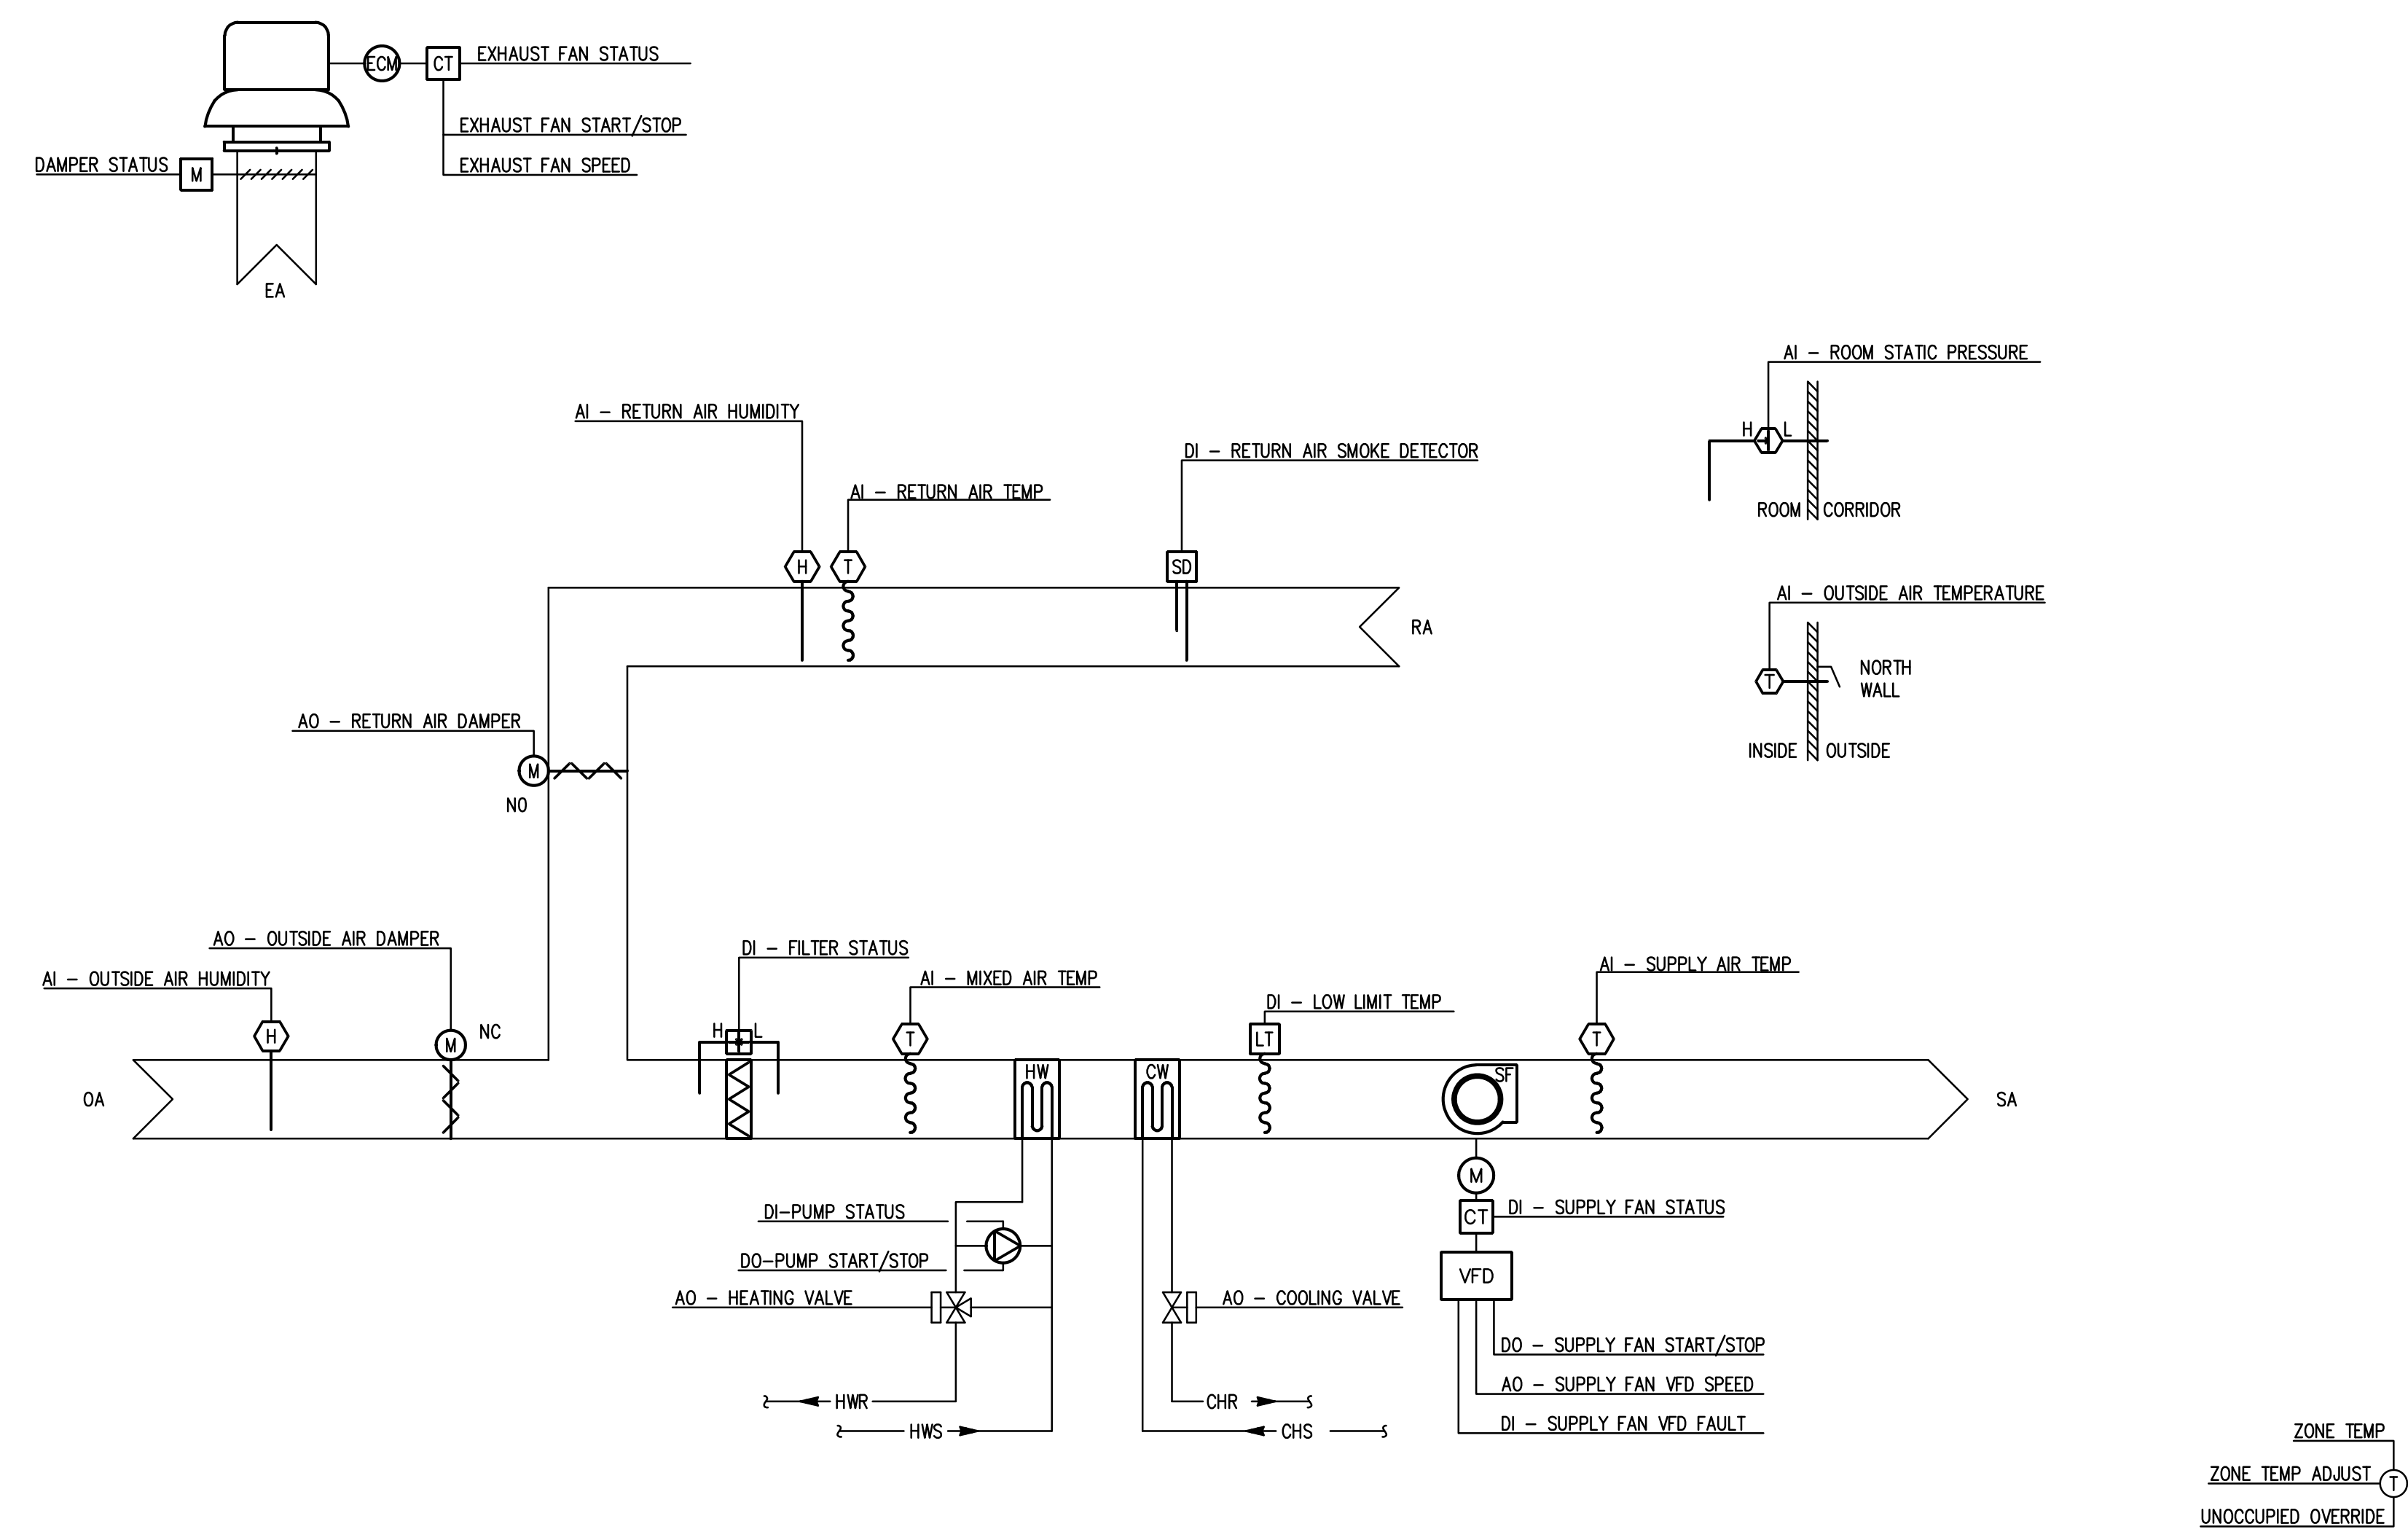 ECM
CT
EXHAUST FAN STATUS
EXHAUST FAN START/STOP
EXHAUST FAN SPEED
DAMPER STATUS
M
EA
AI - ROOM STATIC PRESSURE
H
L
ROOM
CORRIDOR
AI - RETURN AIR HUMIDITY
DI - RETURN AIR SMOKE DETECTOR
AI - RETURN AIR TEMP
H
T
SD
RA
AI - OUTSIDE AIR TEMPERATURE
T
NORTH
WALL
INSIDE
OUTSIDE
AO - RETURN AIR DAMPER
M
NO
AO - OUTSIDE AIR DAMPER
AI - OUTSIDE AIR HUMIDITY
H
M
NC
OA
DI - FILTER STATUS
H
L
AI - MIXED AIR TEMP
T
HW
CW
DI - LOW LIMIT TEMP
LT
SF
AI - SUPPLY AIR TEMP
T
SA
M
CT
DI - SUPPLY FAN STATUS
VFD
DI-PUMP STATUS
DO-PUMP START/STOP
AO - HEATING VALVE
AO - COOLING VALVE
DO - SUPPLY FAN START/STOP
AO - SUPPLY FAN VFD SPEED
DI - SUPPLY FAN VFD FAULT
HWR
HWS
CHR
CHS
ZONE TEMP
ZONE TEMP ADJUST
T
UNOCCUPIED OVERRIDE